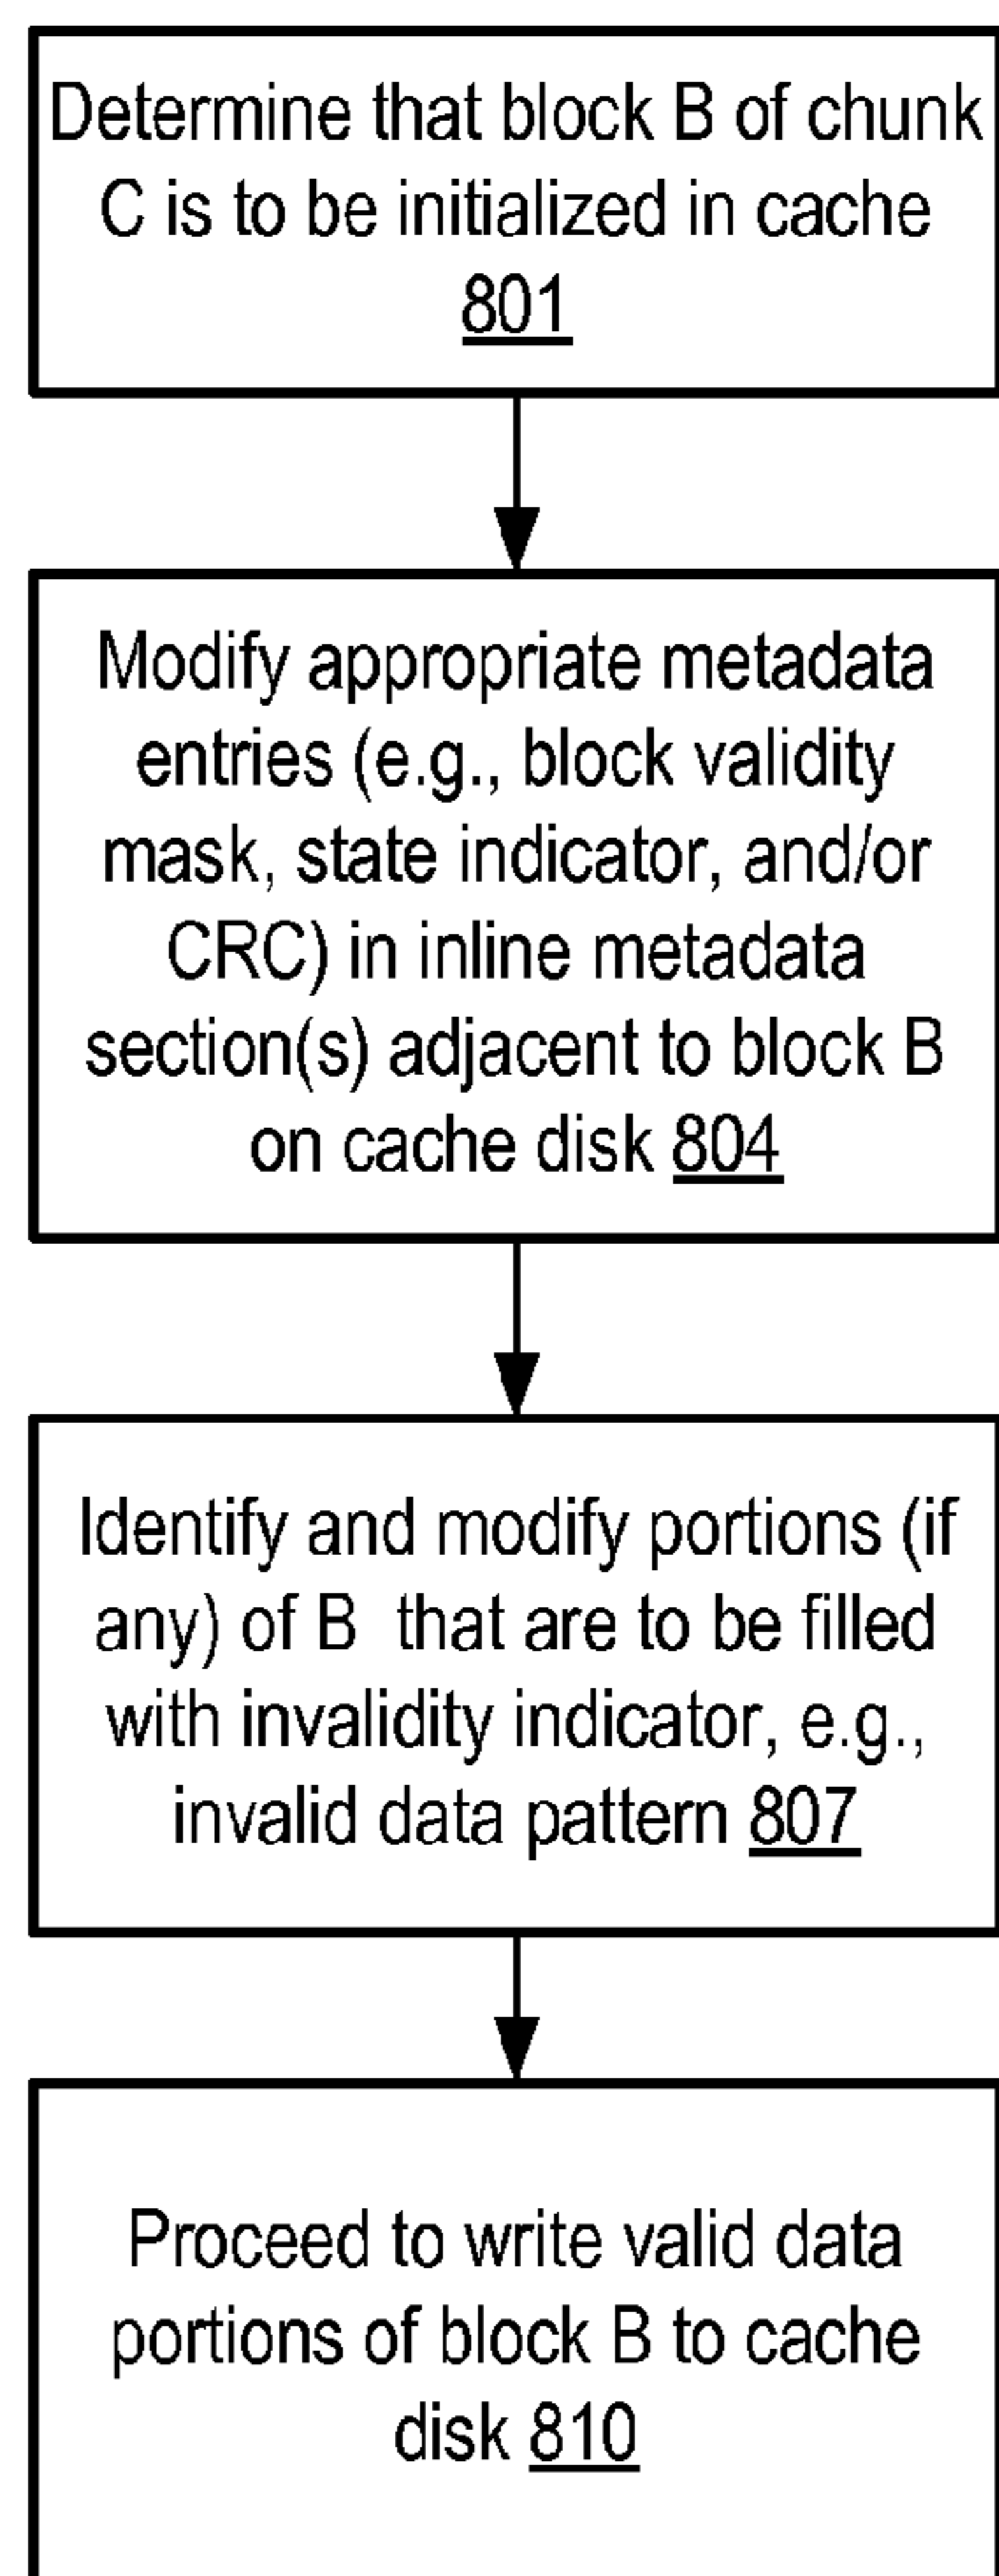 Determine that block B of chunk
C is to be initialized in cache
801
Modify appropriate metadata
entries (e.g., block validity
mask, state indicator, and/or
CRC) in inline metadata
section(s) adjacent to block B
on cache disk 804
Identify and modify portions (if
any) of B that are to be filled
with invalidity indicator, e.g.,
invalid data pattern 807
Proceed to write valid data
portions of block B to cache
disk 810